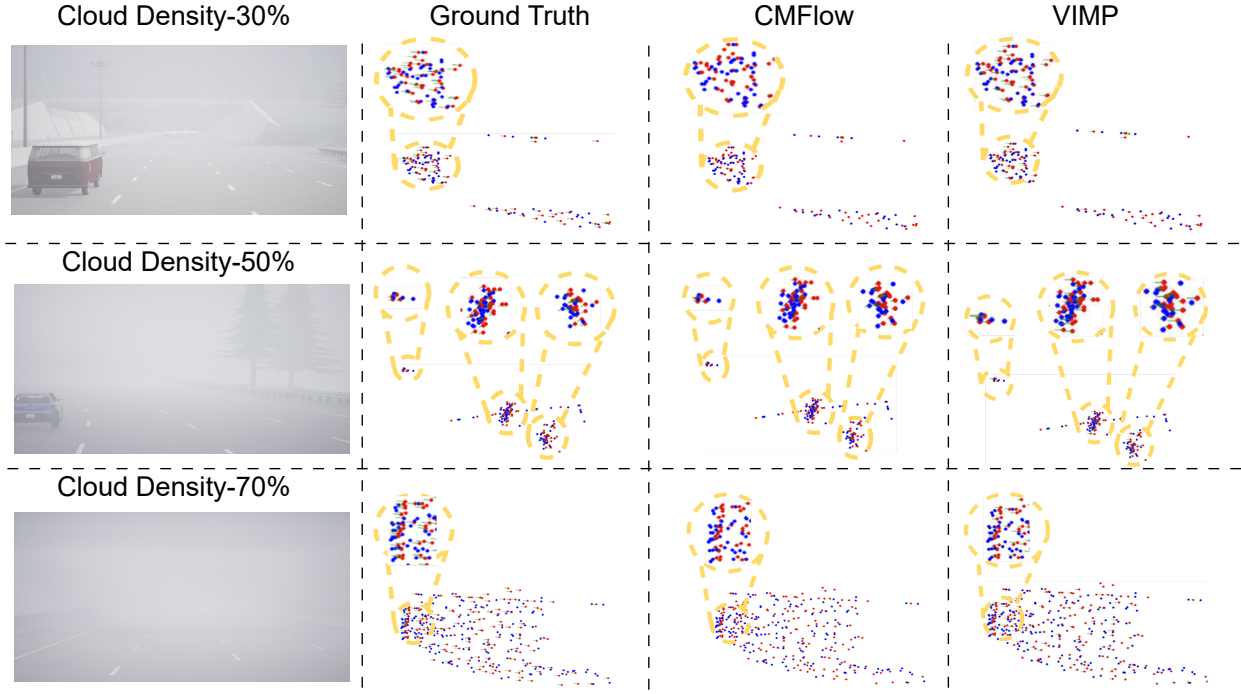 Cloud Density-30%
Ground Truth
CMFlow
VIMP
Cloud Density-50%
Cloud Density-70%